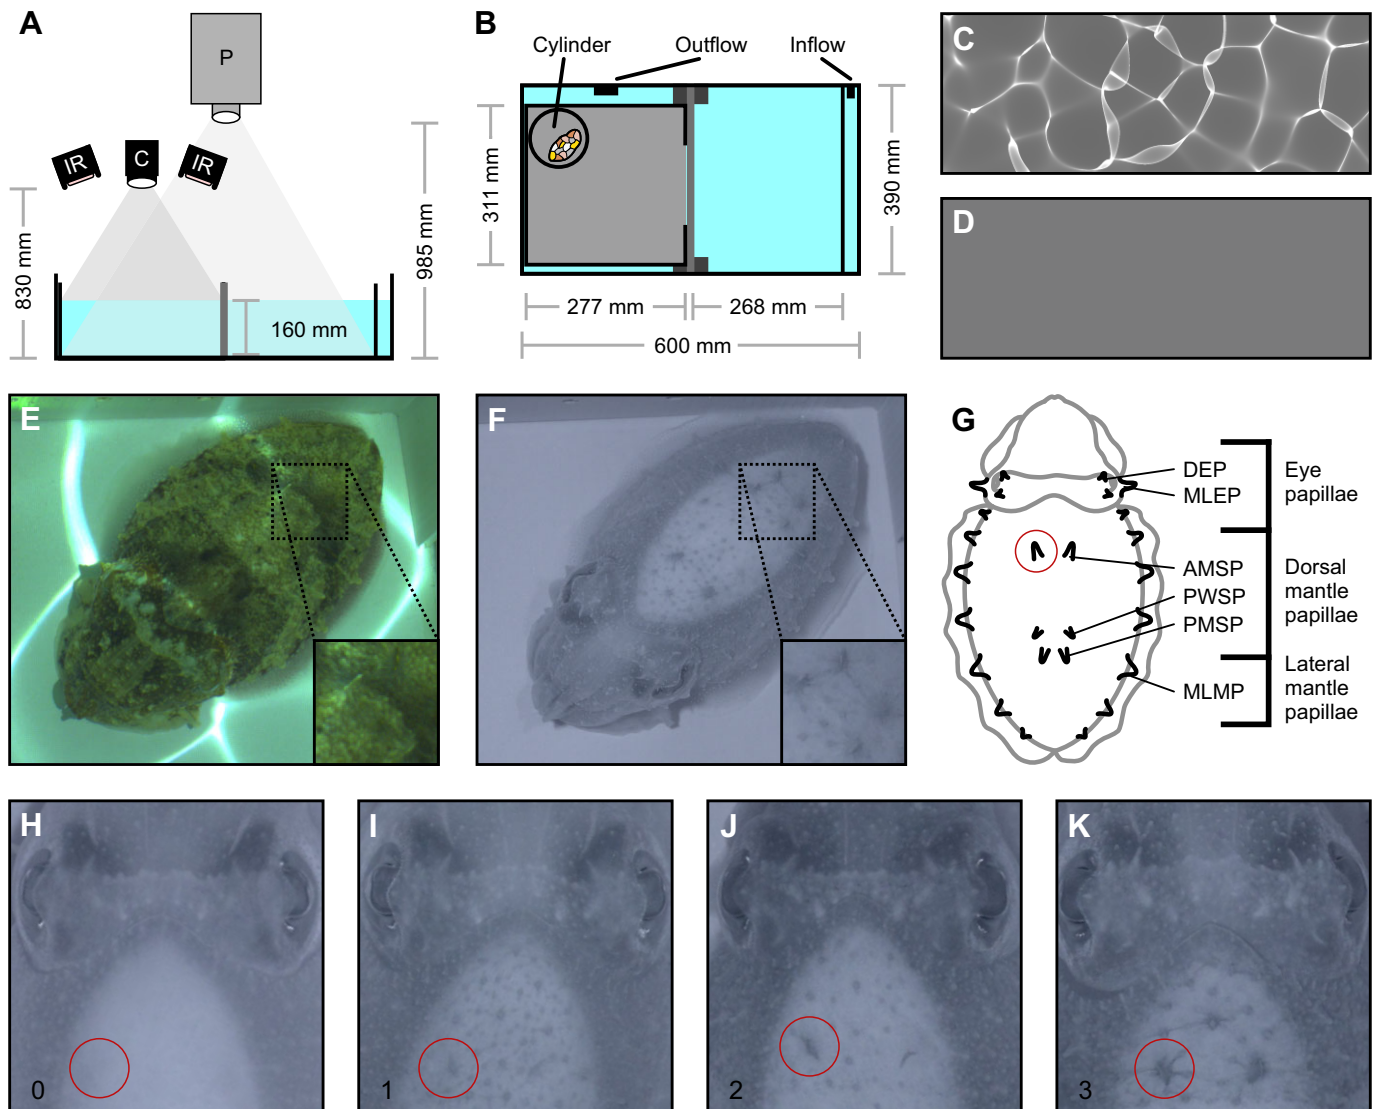 A
P
IR
C
IR
830 mm
985 mm
160 mm
B
Cylinder
Outflow
Inflow
311 mm
390 mm
277 mm
268 mm
600 mm
C
D
E
F
G
DEP
MLEP
AMSP
PWSP
PMSP
MLMP
Eye
papillae
Dorsal
mantle
papillae
Lateral
mantle
papillae
H
0
I
1
J
2
K
3